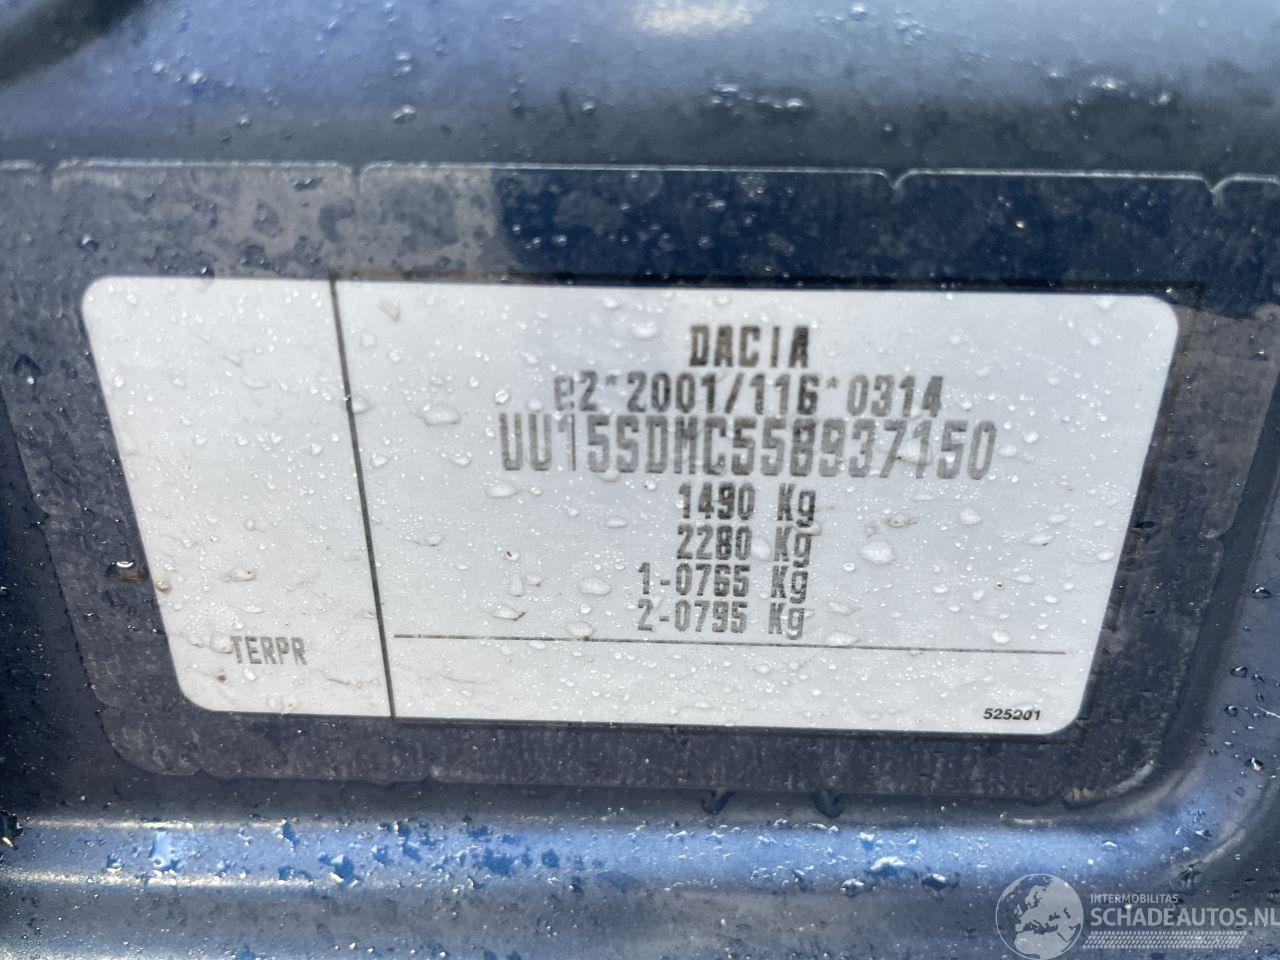 DACIA
e2*2001/116*0314
UU15SDMC558937150
1490 Kg
2280 Kg
1-0765 Kg
2-0795 Kg
TERPR
525201
INTERMOBILITAS
SCHADEAUTOS.NL